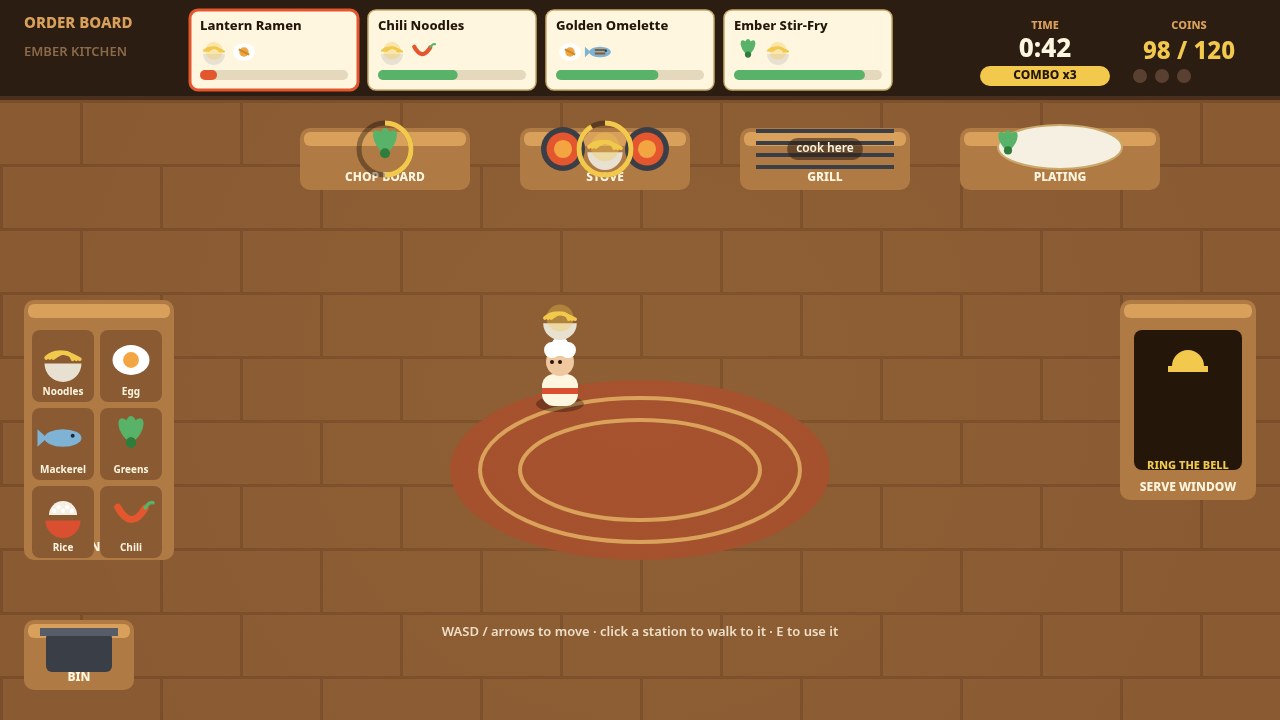 ORDER BOARD
EMBER KITCHEN
Lantern Ramen
Chili Noodles
Golden Omelette
Ember Stir-Fry
TIME
0:42
COMBO x3
COINS
98 / 120
CHOP BOARD
STOVE
cook here
GRILL
PLATING
Noodles
Egg
Mackerel
Greens
Rice
Chili
RING THE BELL
SERVE WINDOW
WASD / arrows to move · click a station to walk to it · E to use it
BIN